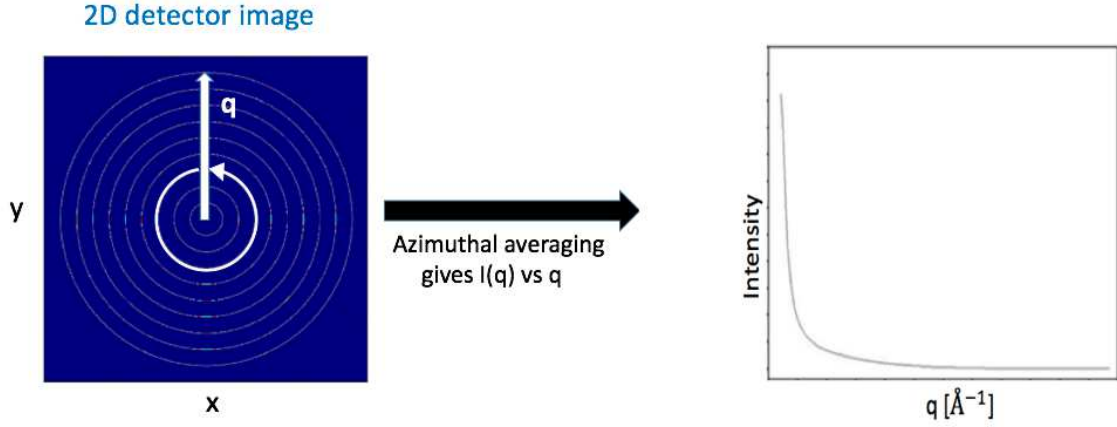 2D detector image
q
y
x
Azimuthal averaging
gives I(q) vs q
Intensity
q [Å⁻¹]